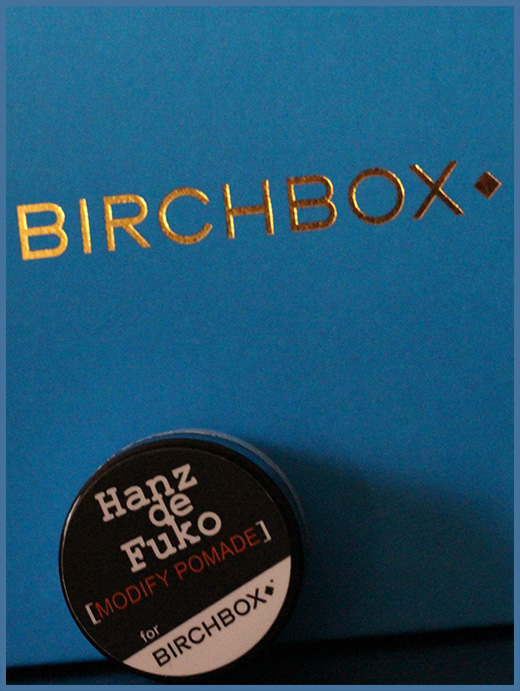 BIRCHBOX
Hanz
de
Fuko
[MODIFY POMADE]
for
BIRCHBOX